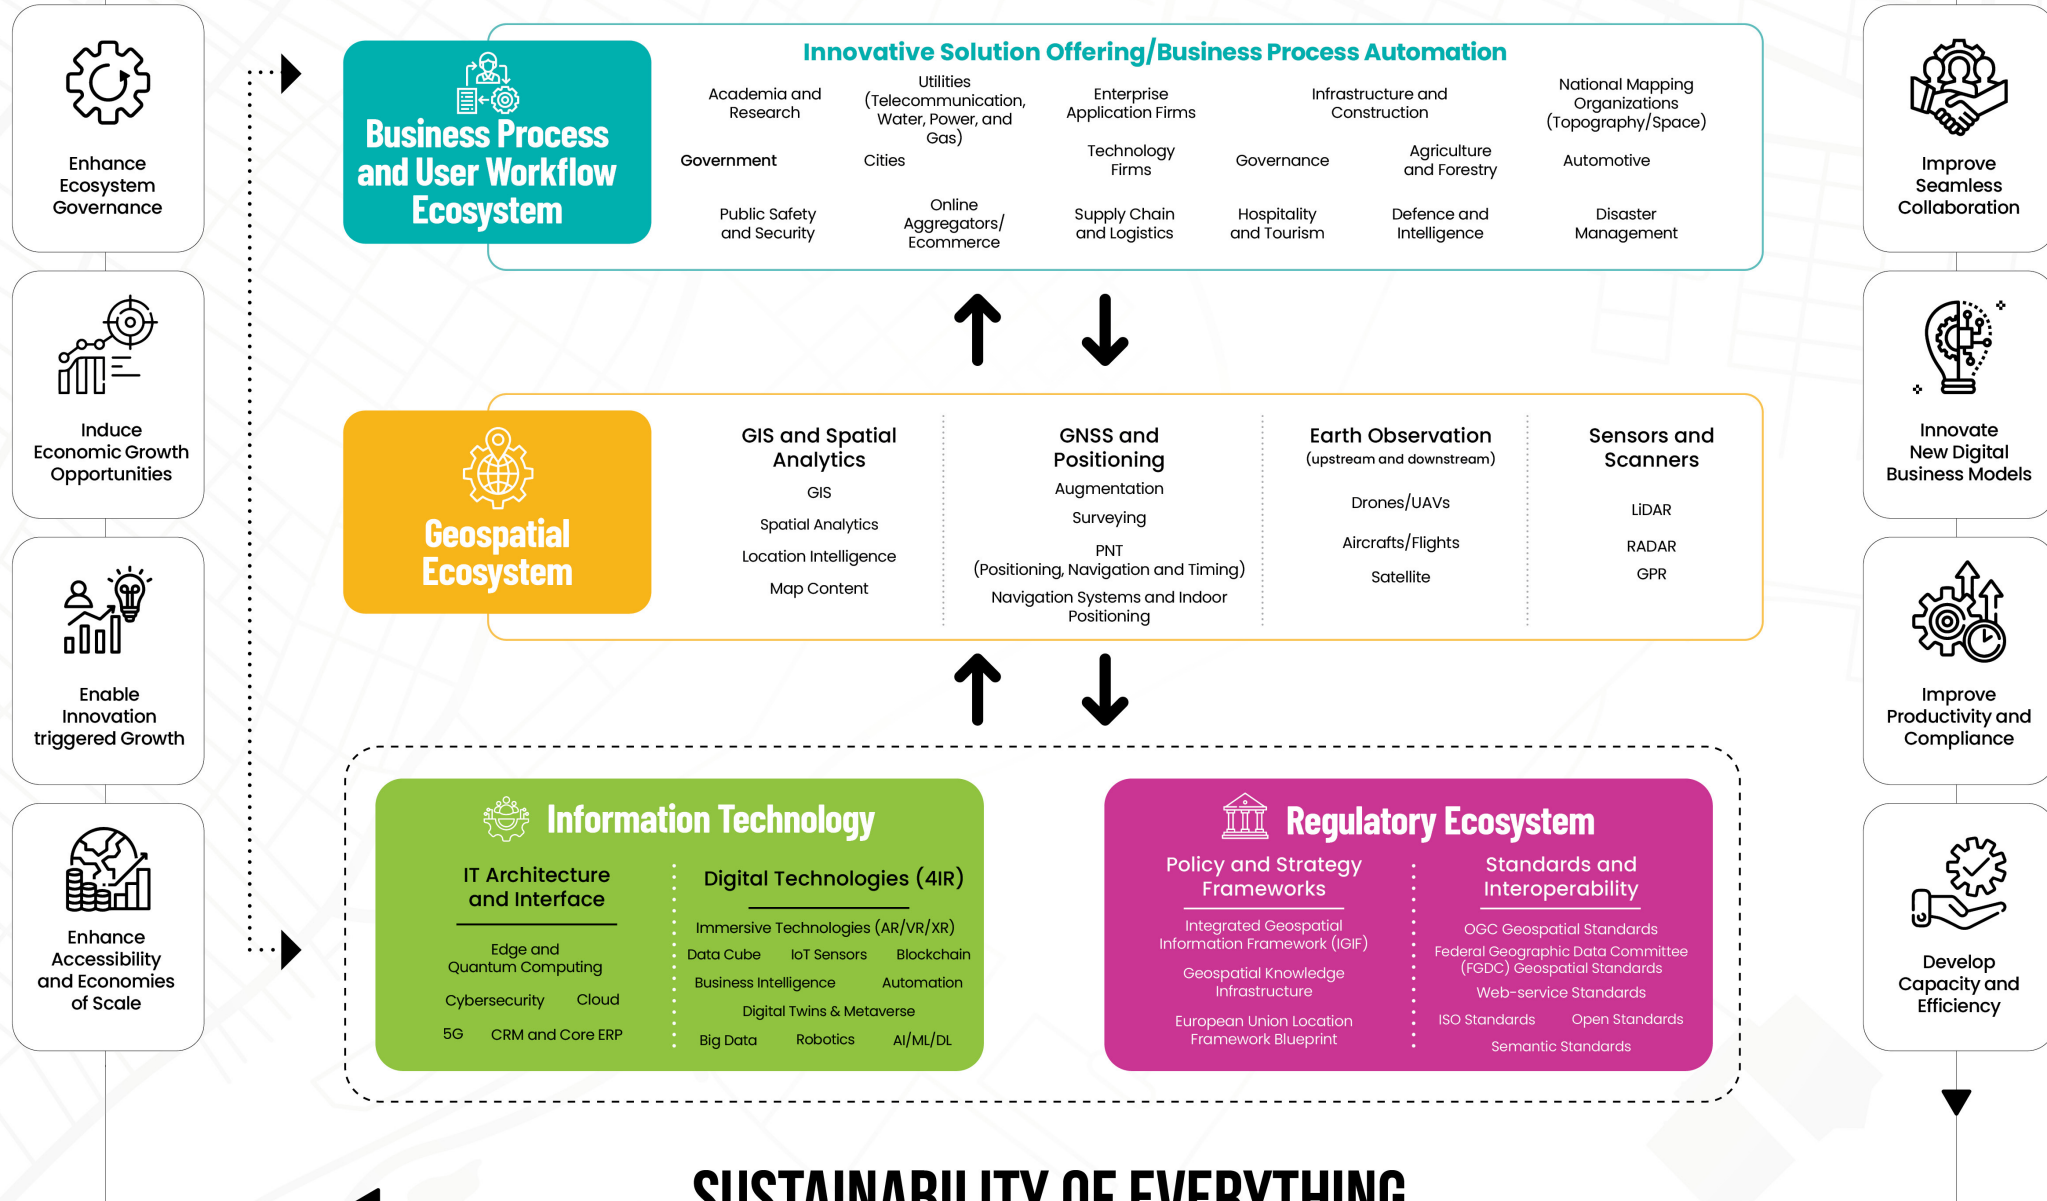 Enhance
Ecosystem
Governance
Induce
Economic Growth
Opportunities
Enable
Innovation
triggered Growth
Enhance
Accessibility
and Economies
of Scale
Business Process
and User Workflow
Ecosystem
Innovative Solution Offering/Business Process Automation
Academia and
Research
Utilities
(Telecommunication,
Water, Power, and
Gas)
Enterprise
Application Firms
Infrastructure and
Construction
National Mapping
Organizations
(Topography/Space)
Government
Cities
Technology
Firms
Governance
Agriculture
and Forestry
Automotive
Public Safety
and Security
Online
Aggregators/
Ecommerce
Supply Chain
and Logistics
Hospitality
and Tourism
Defence and
Intelligence
Disaster
Management
Geospatial
Ecosystem
GIS and Spatial
Analytics
GIS
Spatial Analytics
Location Intelligence
Map Content
GNSS and
Positioning
Augmentation
Surveying
PNT
(Positioning, Navigation and Timing)
Navigation Systems and Indoor
Positioning
Earth Observation
(upstream and downstream)
Drones/UAVs
Aircrafts/Flights
Satellite
Sensors and
Scanners
LiDAR
RADAR
GPR
Information Technology
IT Architecture
and Interface
Edge and
Quantum Computing
Cybersecurity Cloud
5G CRM and Core ERP
Digital Technologies (4IR)
Immersive Technologies (AR/VR/XR)
Data Cube IoT Sensors Blockchain
Business Intelligence Automation
Digital Twins & Metaverse
Big Data Robotics AI/ML/DL
Regulatory Ecosystem
Policy and Strategy
Frameworks
Integrated Geospatial
Information Framework (IGIF)
Geospatial Knowledge
Infrastructure
European Union Location
Framework Blueprint
Standards and
Interoperability
OGC Geospatial Standards
Federal Geographic Data Committee
(FGDC) Geospatial Standards
Web-service Standards
ISO Standards Open Standards
Semantic Standards
Improve
Seamless
Collaboration
Innovate
New Digital
Business Models
Improve
Productivity and
Compliance
Develop
Capacity and
Efficiency
SUSTAINABILITY OF EVERYTHING